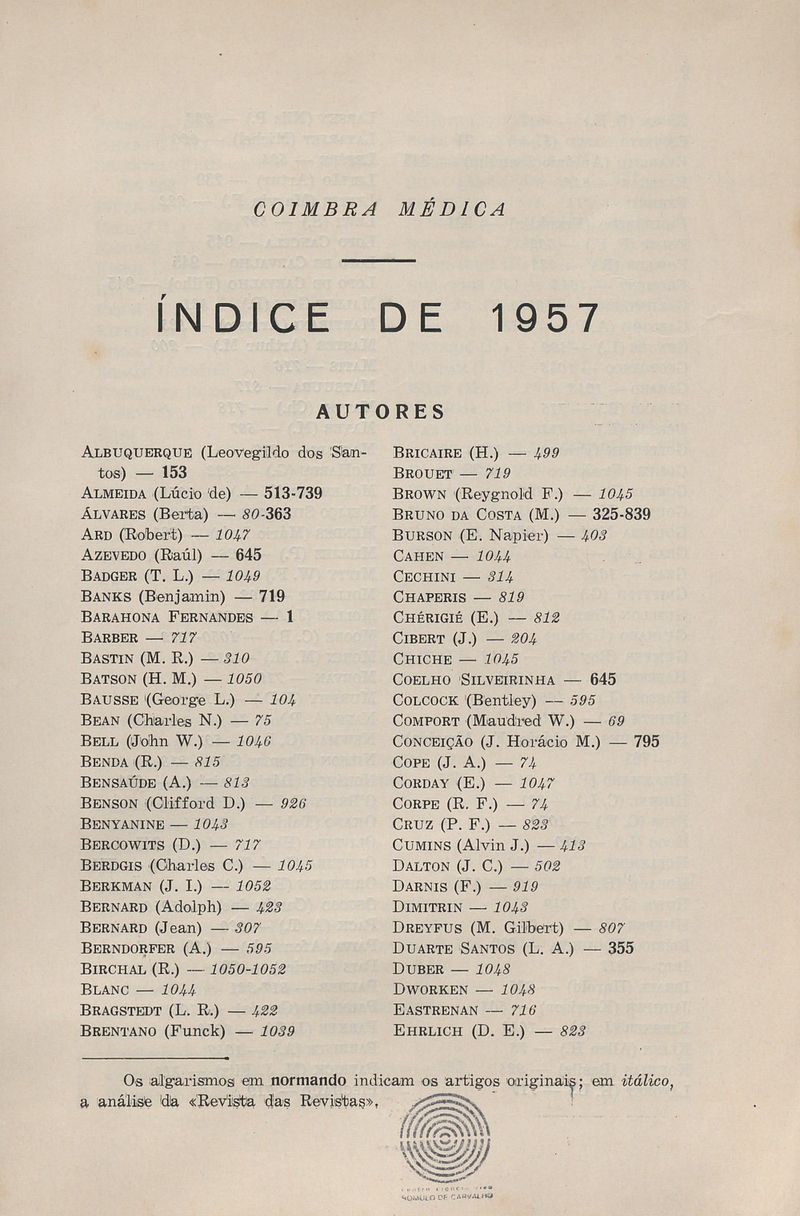 COIMBRA MÉDICA
ÍNDICE DE 1957
AUTORES
ALBUQUERQUE (Leovegildo dos San-
tos) — 153
ALMEIDA (Lúcio de) — 513-739
ÁLVARES (Berta) — 80-363
ARD (Robert) — 1047
AZEVEDO (Raúl) — 645
BADGER (T. L.) — 1049
BANKS (Benjamin) — 719
BARAHONA FERNANDES — 1
BARBER — 717
BASTIN (M. R.) — 310
BATSON (H. M.) — 1050
BAUSSE (George L.) — 104
BEAN (Charles N.) — 75
BELL (John W.) — 1046
BENDA (R.) — 815
BENSAÚDE (A.) — 813
BENSON (Clifford D.) — 926
BENYANINE — 1043
BERCOWITS (D.) — 717
BERDGIS (Charles C.) — 1045
BERKMAN (J. I.) — 1052
BERNARD (Adolph) — 423
BERNARD (Jean) — 307
BERNDORFER (A.) — 595
BIRCHAL (R.) — 1050-1052
BLANC — 1044
BRAGSTEDT (L. R.) — 422
BRENTANO (Funck) — 1039
BRICAIRE (H.) — 499
BROUET — 719
BROWN (Reygnold F.) — 1045
BRUNO DA COSTA (M.) — 325-839
BURSON (E. Napier) — 403
CAHEN — 1044
CECHINI — 314
CHAPERIS — 819
CHÉRIGIÉ (E.) — 812
CIBERT (J.) — 204
CHICHE — 1045
COELHO SILVEIRINHA — 645
COLCOCK (Bentley) — 595
COMPORT (Maudred W.) — 69
CONCEIÇÃO (J. Horácio M.) — 795
COPE (J. A.) — 74
CORDAY (E.) — 1047
CORPE (R. F.) — 74
CRUZ (P. F.) — 823
CUMINS (Alvin J.) — 413
DALTON (J. C.) — 502
DARNIS (F.) — 919
DIMITRIN — 1043
DREYFUS (M. Gilbert) — 807
DUARTE SANTOS (L. A.) — 355
DUBER — 1048
DWORKEN — 1048
EASTRENAN — 716
EHRLICH (D. E.) — 823
Os algarismos em normando indicam os artigos originais; em itálico,
a análise da «Revista das Revistas».
RÓMULO DE CARVALHO